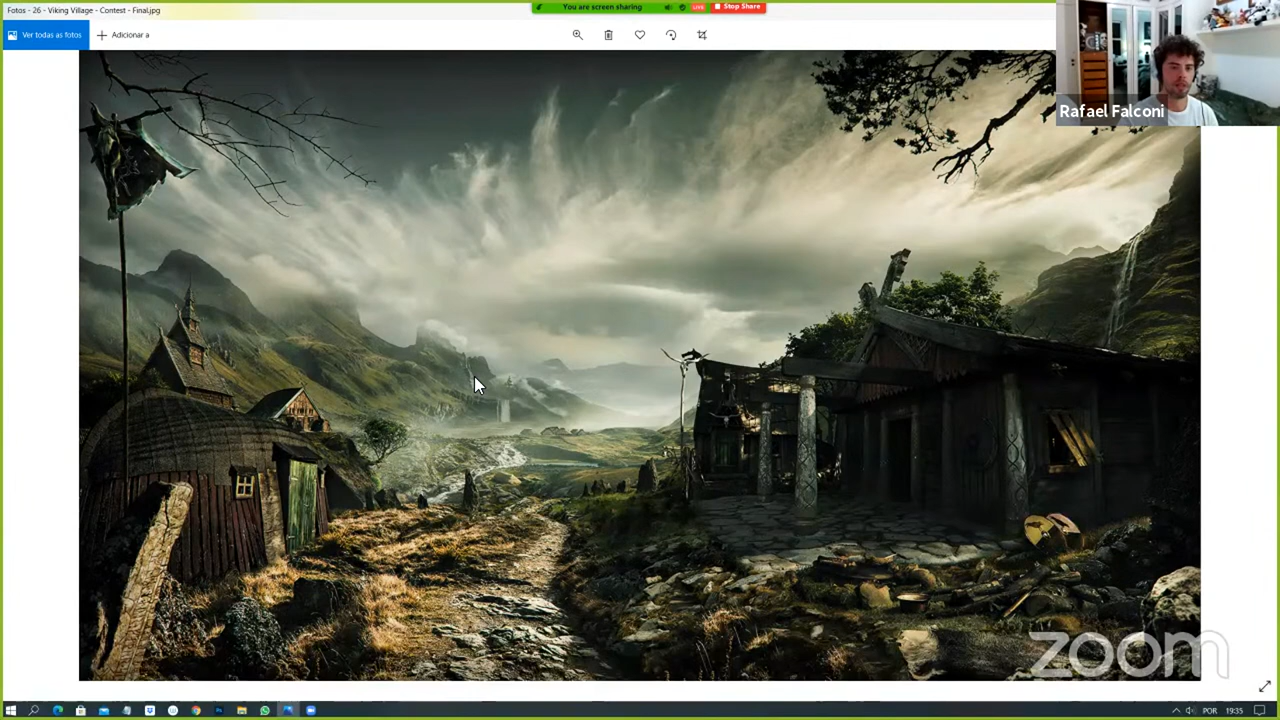 Fotos - 26 - Viking Village - Contest - Final.jpg
You are screen sharing
LIVE
Stop Share
Ver todas as fotos
Adicionar a
Rafael Falconi
zoom
POR
19:35